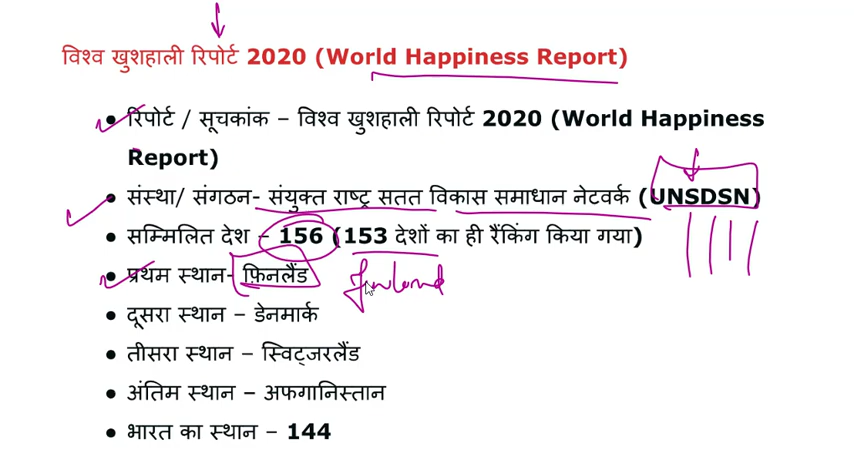 विश्व खुशहाली रिपोर्ट 2020 (World Happiness Report)
● रिपोर्ट / सूचकांक – विश्व खुशहाली रिपोर्ट 2020 (World Happiness
Report)
● संस्था/ संगठन- संयुक्त राष्ट्र सतत विकास समाधान नेटवर्क (UNSDSN)
● सम्मिलित देश – 156 (153 देशों का ही रैंकिंग किया गया)
● प्रथम स्थान- फ़िनलैंड Finland
● दूसरा स्थान – डेनमार्क
● तीसरा स्थान – स्विट्जरलैंड
● अंतिम स्थान – अफगानिस्तान
● भारत का स्थान – 144